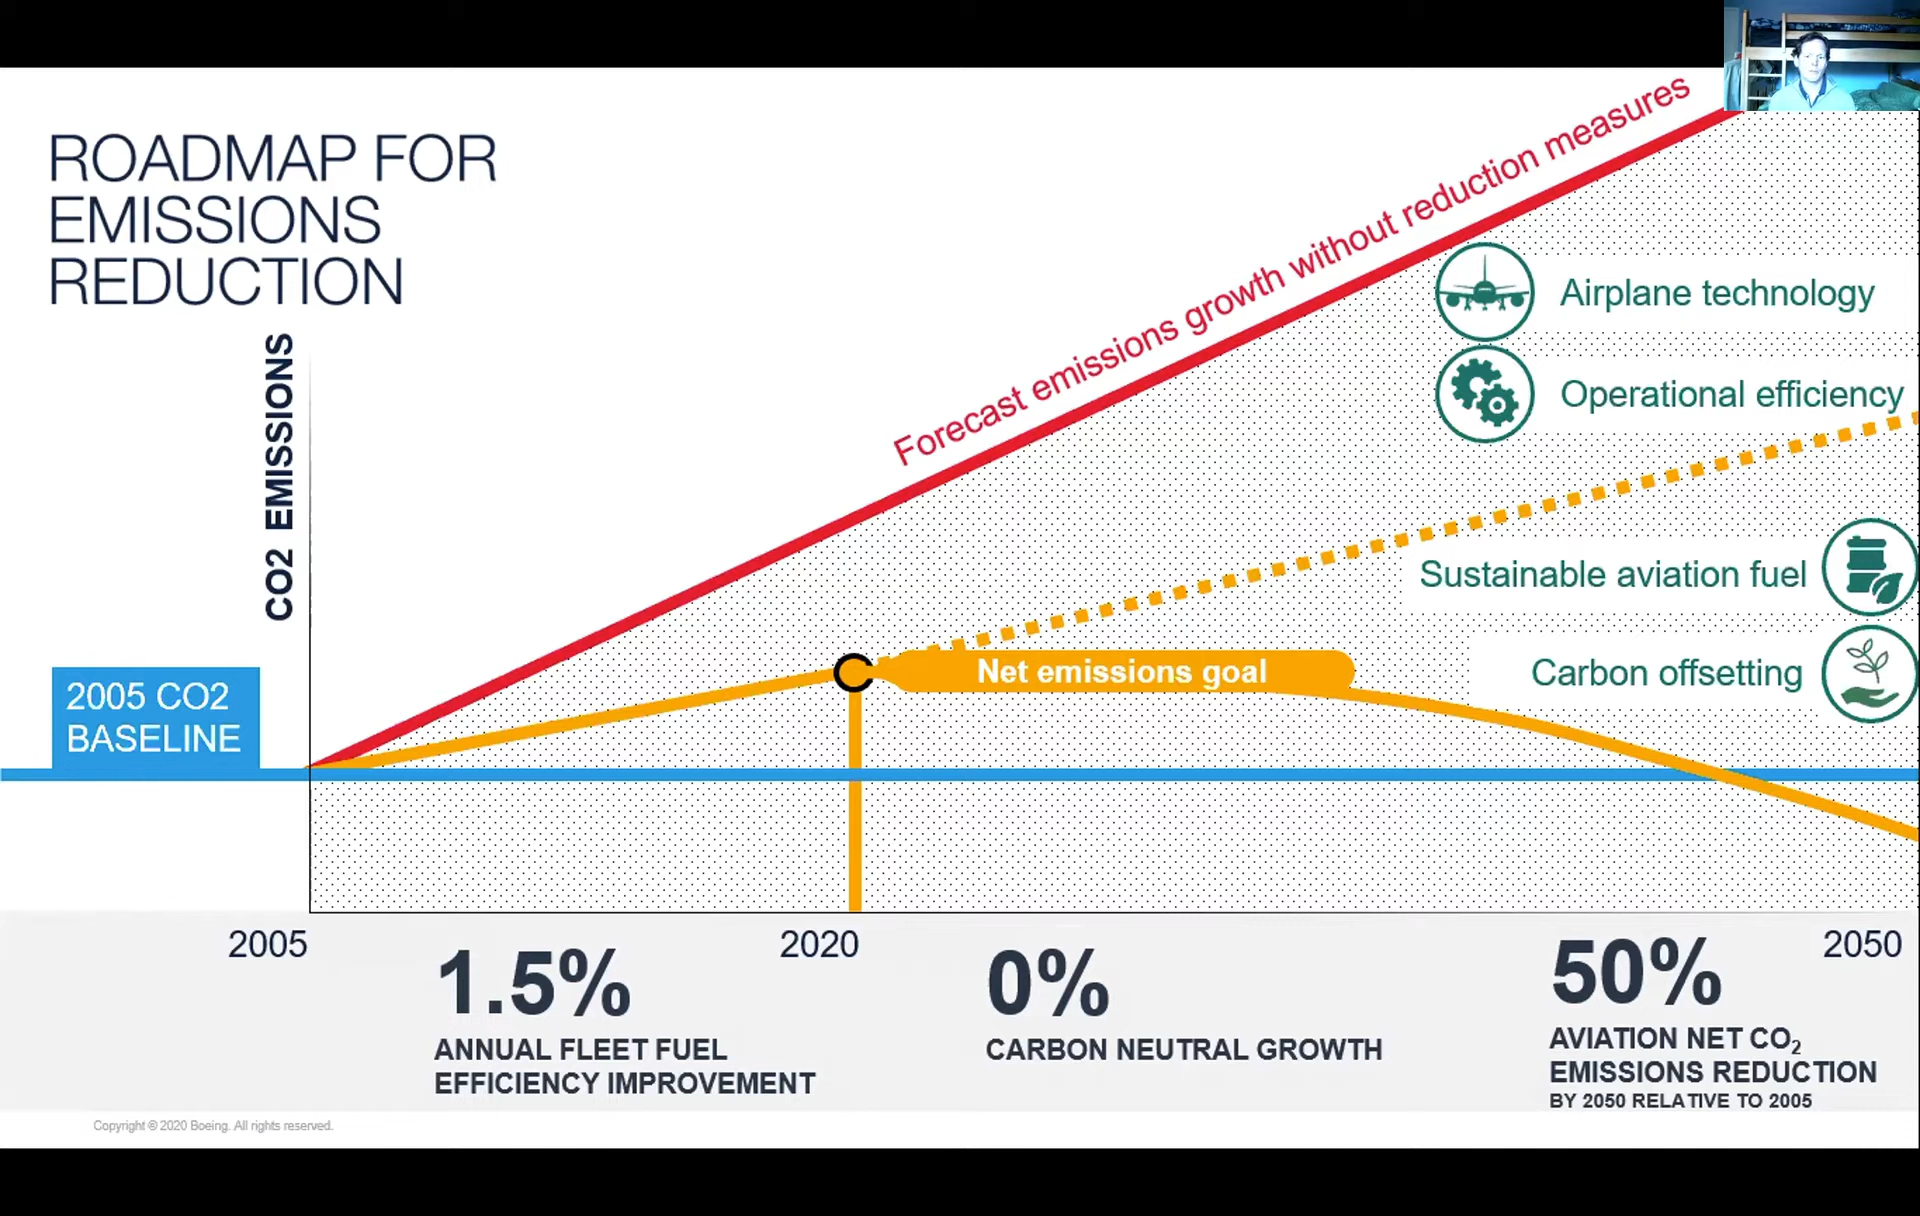 ROADMAP FOR
EMISSIONS
REDUCTION
CO2 EMISSIONS
Forecast emissions growth without reduction measures
Airplane technology
Operational efficiency
Sustainable aviation fuel
Net emissions goal
Carbon offsetting
2005 CO2
BASELINE
2005
2020
2050
1.5%
ANNUAL FLEET FUEL
EFFICIENCY IMPROVEMENT
0%
CARBON NEUTRAL GROWTH
50%
AVIATION NET CO₂
EMISSIONS REDUCTION
BY 2050 RELATIVE TO 2005
Copyright © 2020 Boeing. All rights reserved.